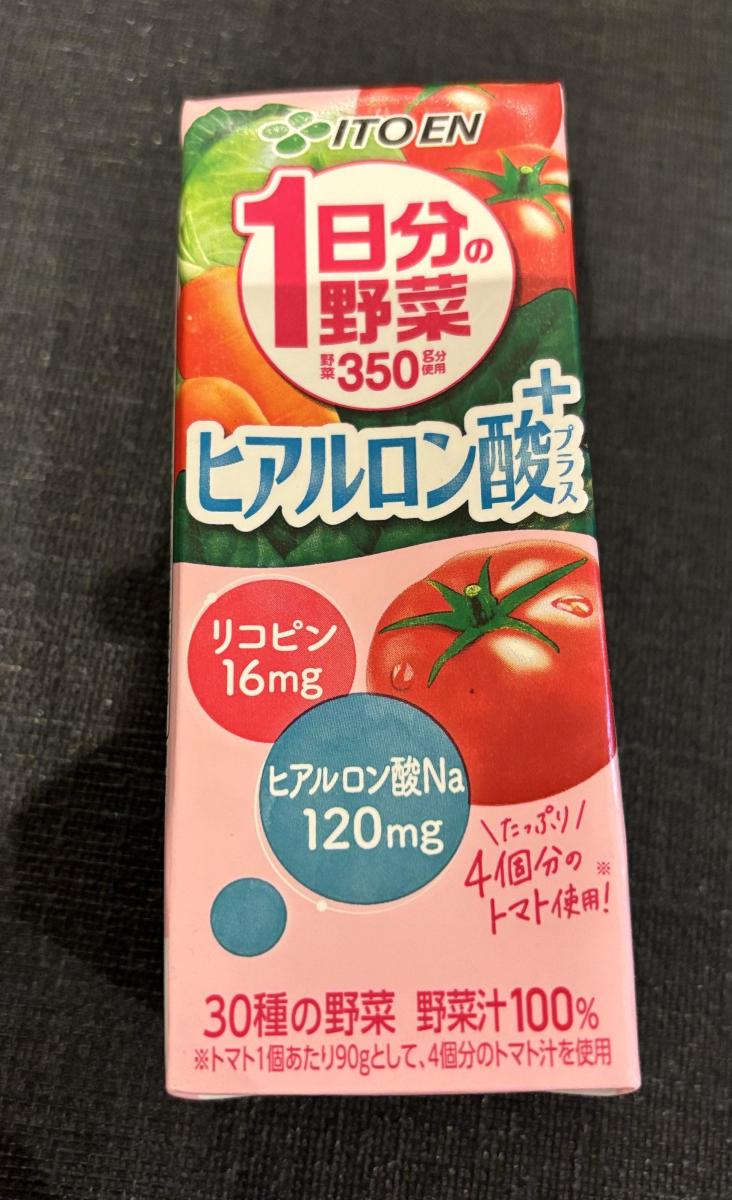 ITO EN
1日分の
野菜
野菜350g分使用
ヒアルロン酸+プラス
リコピン
16mg
ヒアルロン酸Na
120mg
\たっぷり/
4個分の※
トマト使用!
30種の野菜 野菜汁100%
※トマト1個あたり90gとして、4個分のトマト汁を使用